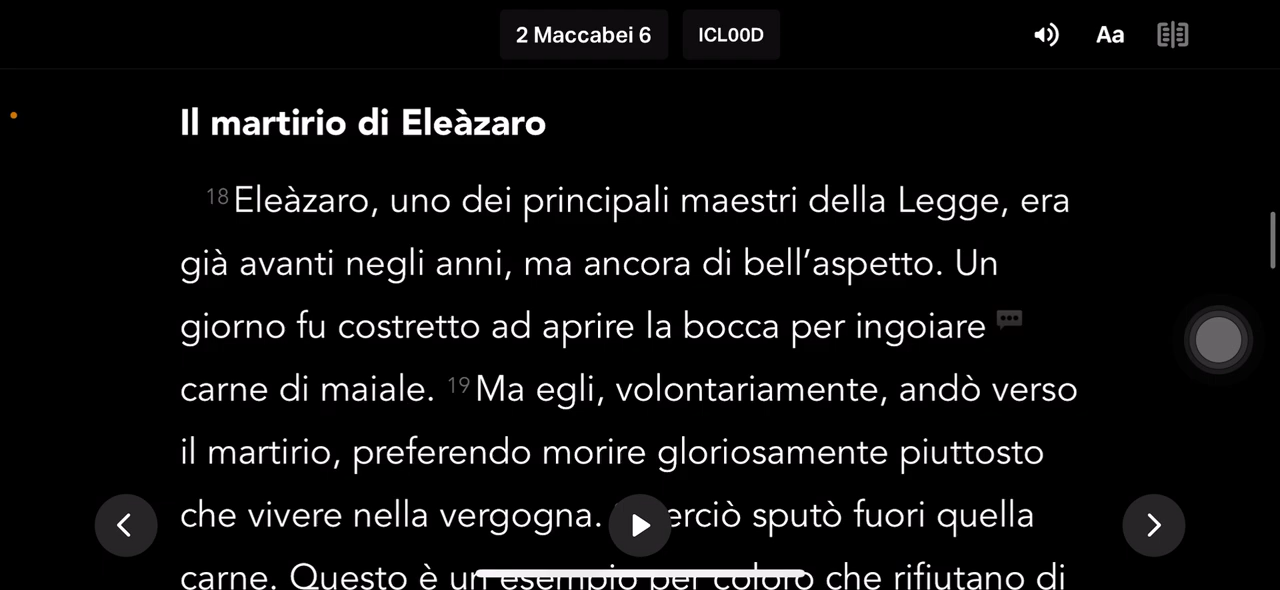 2 Maccabei 6 ICL00D Aa
Il martirio di Eleàzaro
18 Eleàzaro, uno dei principali maestri della Legge, era
già avanti negli anni, ma ancora di bell’aspetto. Un
giorno fu costretto ad aprire la bocca per ingoiare
carne di maiale. 19 Ma egli, volontariamente, andò verso
il martirio, preferendo morire gloriosamente piuttosto
che vivere nella vergogna. erciò sputò fuori quella
carne. Questo è un esempio per coloro che rifiutano di